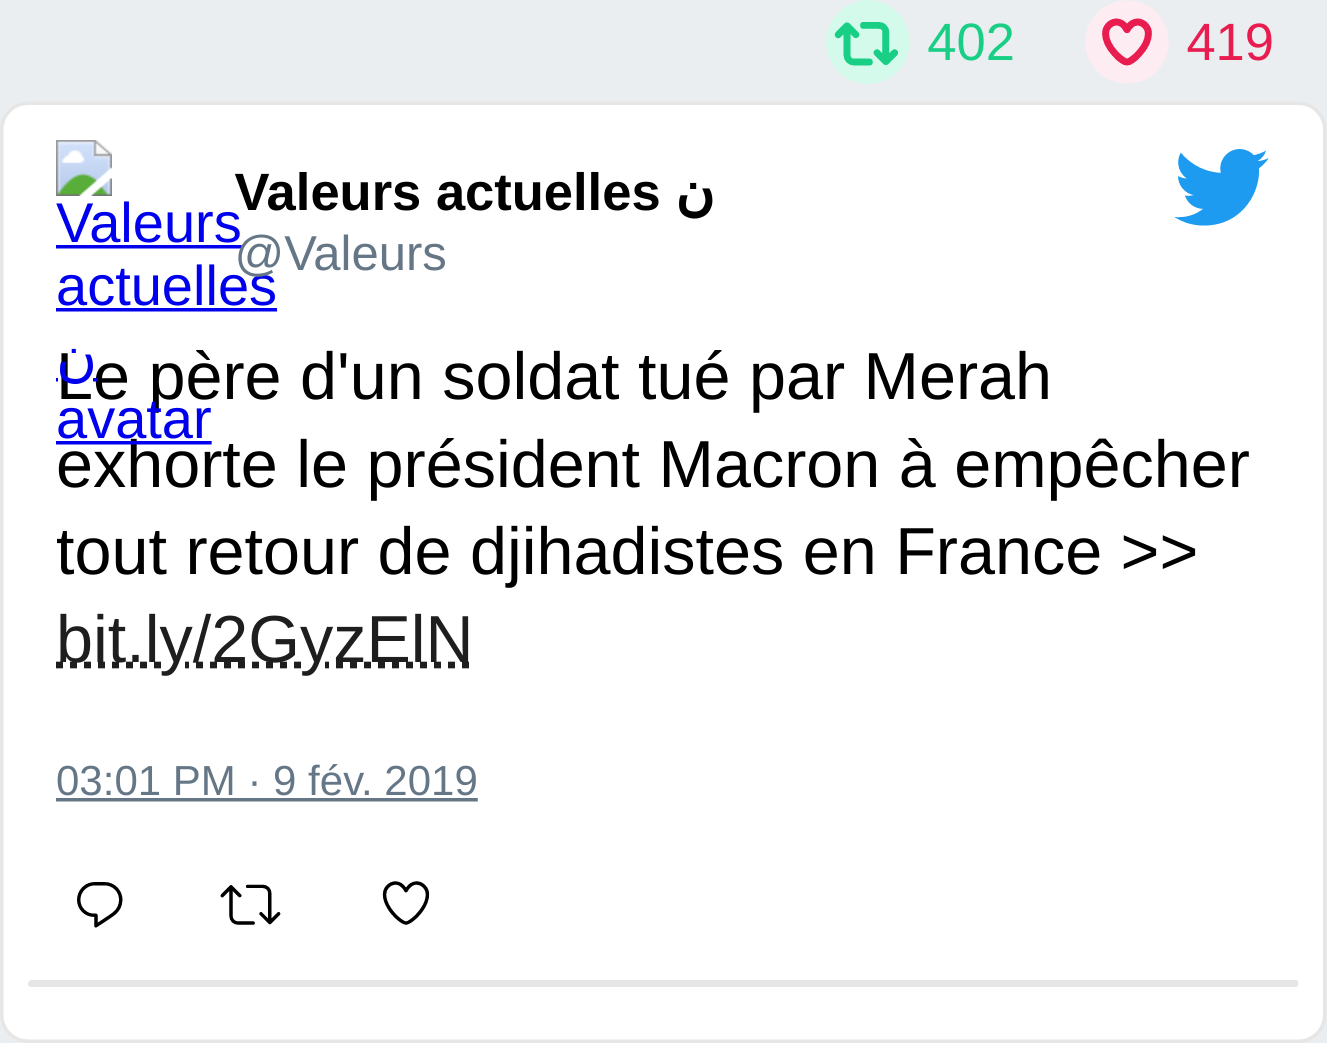 402 419
Valeurs actuelles ن
@Valeurs
Valeurs
actuelles
ن
avatar
Le père d'un soldat tué par Merah
exhorte le président Macron à empêcher
tout retour de djihadistes en France >>
bit.ly/2GyzElN
03:01 PM · 9 fév. 2019